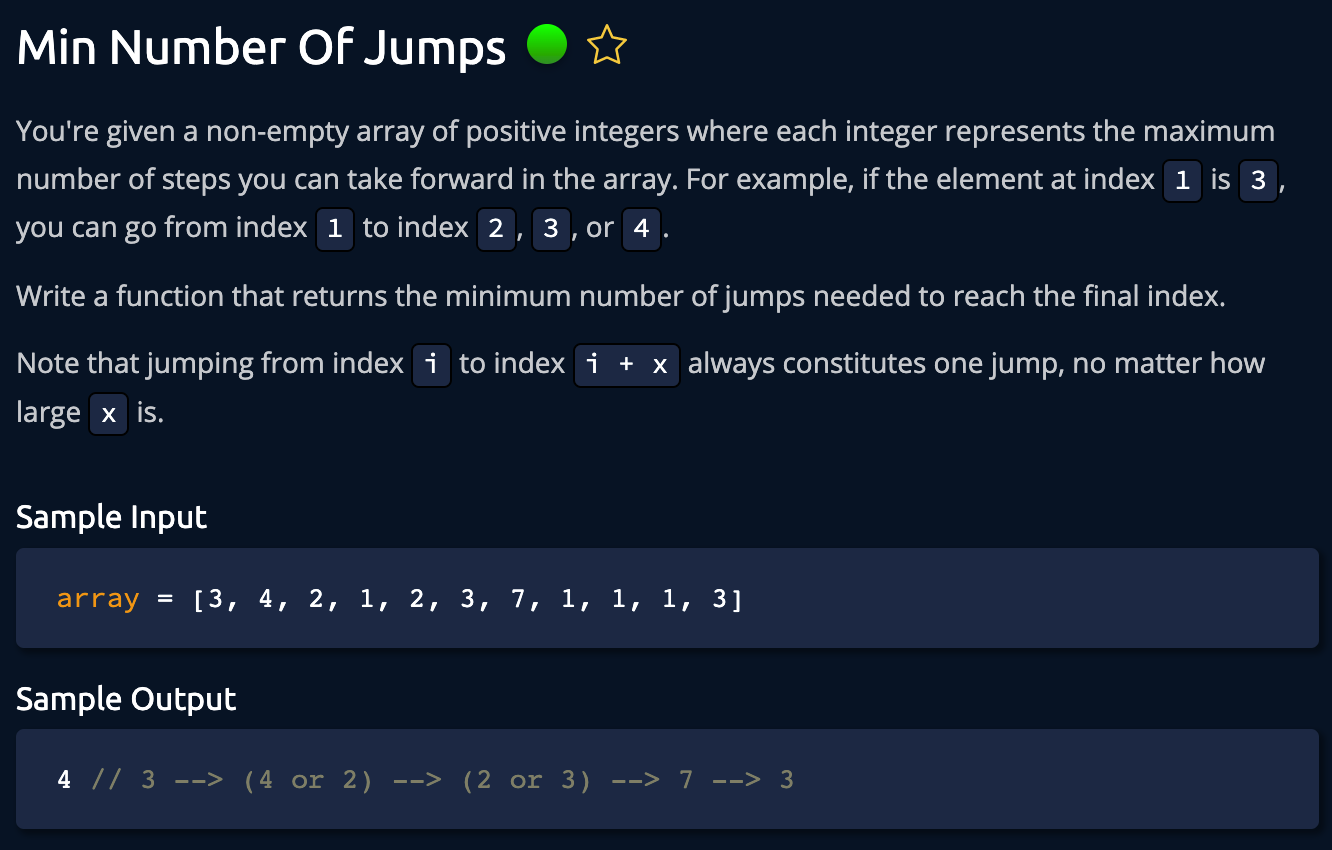 Min Number Of Jumps
You're given a non-empty array of positive integers where each integer represents the maximum
number of steps you can take forward in the array. For example, if the element at index 1 is 3,
you can go from index 1 to index 2, 3, or 4.
Write a function that returns the minimum number of jumps needed to reach the final index.
Note that jumping from index i to index i + x always constitutes one jump, no matter how
large x is.
Sample Input
array = [3, 4, 2, 1, 2, 3, 7, 1, 1, 1, 3]
Sample Output
4 // 3 --> (4 or 2) --> (2 or 3) --> 7 --> 3